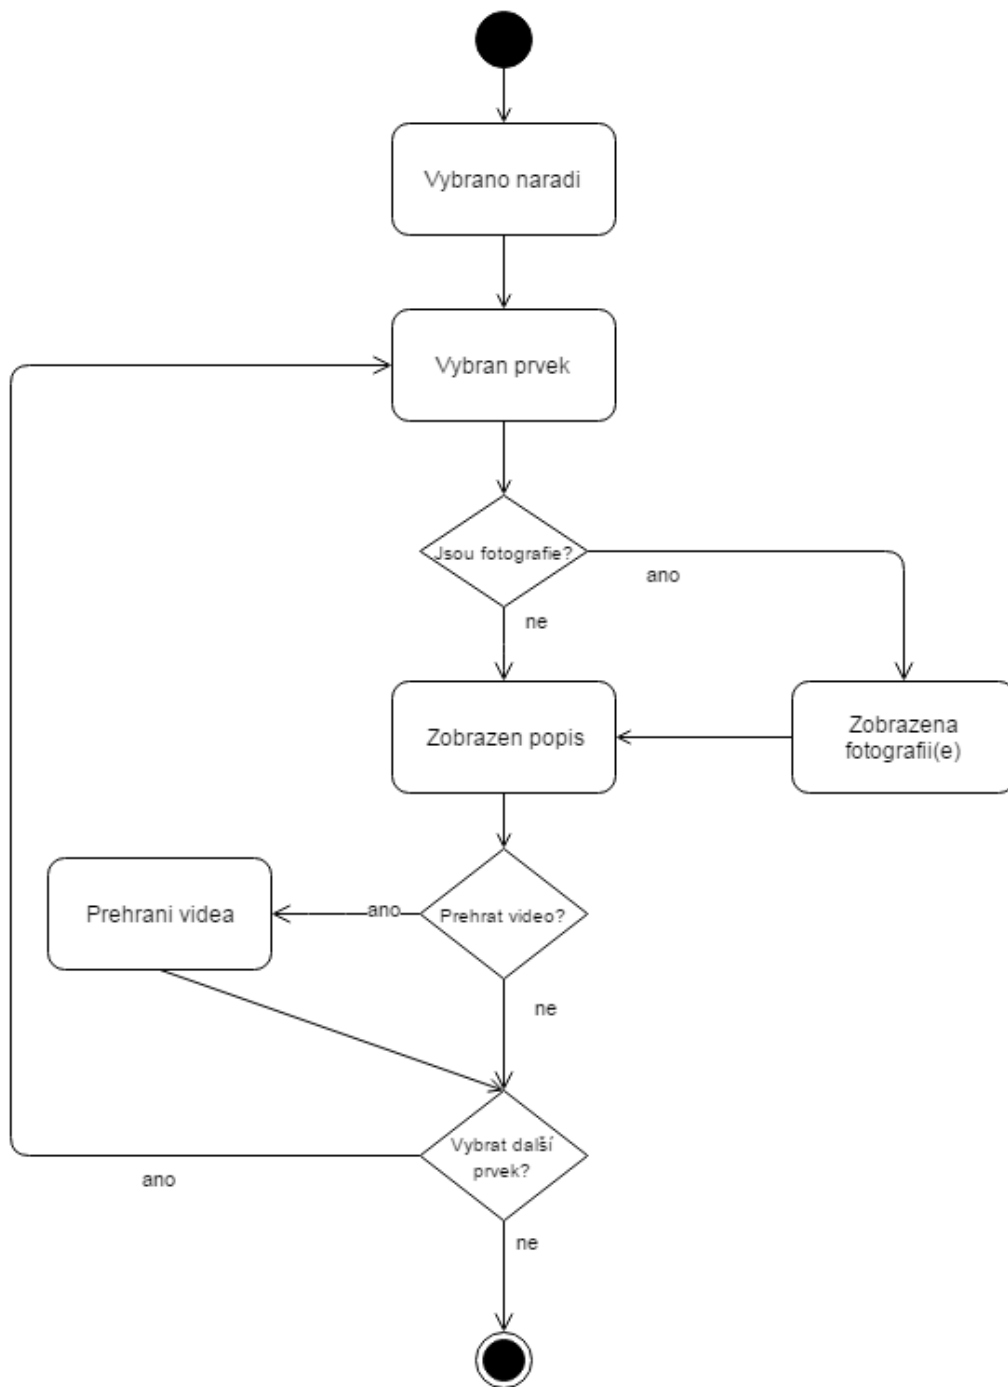 Vybrano naradi
Vybran prvek
Jsou fotografie?
ano
ne
Zobrazen popis
Zobrazena
fotografii(e)
Prehrani videa
ano
Prehrat video?
ne
Vybrat další
prvek?
ano
ne